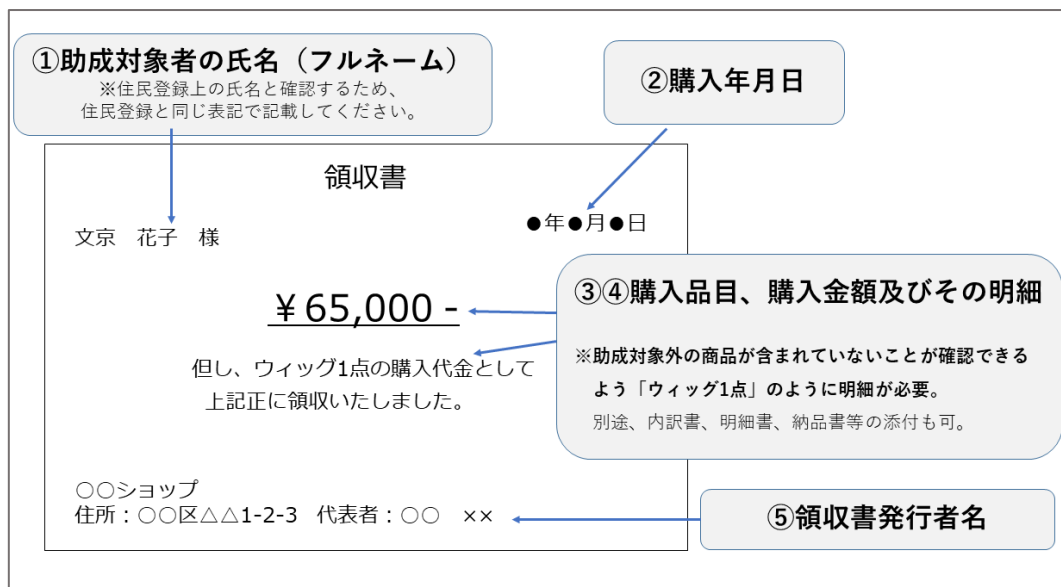 ①助成対象者の氏名（フルネーム）
※住民登録上の氏名と確認するため、
住民登録と同じ表記で記載してください。
②購入年月日
領収書
文京　花子　様
●年●月●日
￥65,000 -
但し、ウィッグ1点の購入代金として
上記正に領収いたしました。
③④購入品目、購入金額及びその明細
※助成対象外の商品が含まれていないことが確認できる
よう「ウィッグ1点」のように明細が必要。
別途、内訳書、明細書、納品書等の添付も可。
○○ショップ
住所：○○区△△1-2-3　代表者：○○　××
⑤領収書発行者名